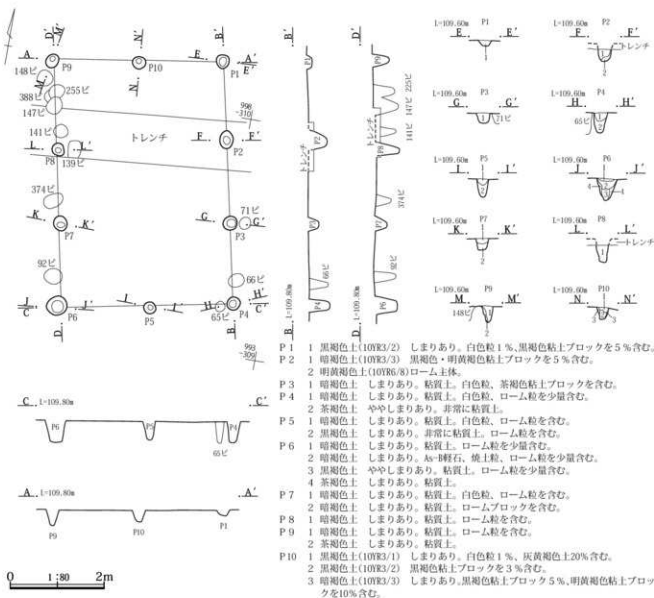 D'
M'
N'
B'
A
E
A'
E'
P9
P10
P1
148ピ
M
255ピ
388ピ
N
147ピ
998
-310
141ピ
トレンチ
F
F'
P2
L
L'
P8
139ピ
374ピ
K
K'
P7
G
71ピ
G'
P3
92ピ
66ピ
J
C
J'
I
I'
H
H'
C'
P6
P5
65ピ
P4
D
B
993
-309
B'
D'
P1
P9
225ピ
147ピ
トレンチ
141ピ
トレンチ
P2
P8
374ピ
P3
P7
66ピ
92ピ
P4
P6
L=109.80m
L=109.80m
B
D
L=109.60m P1
E E'
1
L=109.60m P2
F F'
トレンチ
1
2
L=109.60m P3
G G'
1 71ピ
L=109.60m P4
H H'
65ピ 1
2
L=109.60m P5
I I'
1
2
L=109.60m P6
J J'
4 4
L=109.60m P7
K K'
1
2
L=109.60m P8
L L'
トレンチ
1
L=109.60m P9
M M'
148ピ 1
2
L=109.60m P10
N N'
3 3
C L=109.80m C'
P6 P5 P4
65ピ
A L=109.80m A'
P9 P10 P1
0 1:80 2m
P1 1 黒褐色土(10YR3/2) しまりあり。白色粒1%、黒褐色粘土ブロックを5%含む。
P2 1 暗褐色土(10YR3/3) 黒褐色・明黄褐色粘土ブロックを5%含む。
2 明黄褐色土(10YR6/8)ローム主体。
P3 1 暗褐色土 しまりあり。粘質土。白色粒、茶褐色粘土ブロックを含む。
P4 1 暗褐色土 しまりあり。粘質土。白色粒、ローム粒を少量含む。
2 茶褐色土 ややしまりあり。非常に粘質土。
P5 1 暗褐色土 しまりあり。粘質土。白色粒、ローム粒を含む。
2 黒褐色土 しまりあり。非常に粘質土。ローム粒を含む。
P6 1 暗褐色土 しまりあり。粘質土。ローム粒を少量含む。
2 暗褐色土 しまりあり。As-B軽石、焼土粒、ローム粒を少量含む。
3 黒褐色土 ややしまりあり。粘質土。ローム粒を少量含む。
4 茶褐色土 しまりあり。粘質土。
P7 1 暗褐色土 しまりあり。粘質土。白色粒、ローム粒を含む。
2 暗褐色土 しまりあり。粘質土。ロームブロックを含む。
P8 1 暗褐色土 しまりあり。粘質土。ローム粒を含む。
P9 1 暗褐色土 しまりあり。粘質土。ローム粒を含む。
2 茶褐色土 しまりあり。粘質土。
P10 1 黒褐色土(10YR3/1) しまりあり。白色粒1%、灰黄褐色土20%含む。
2 黒褐色土(10YR3/2) 黒褐色粘土ブロックを3%含む。
3 暗褐色土(10YR3/3) しまりあり。黒褐色粘土ブロック5%、明黄褐色粘土ブロッ
クを10%含む。